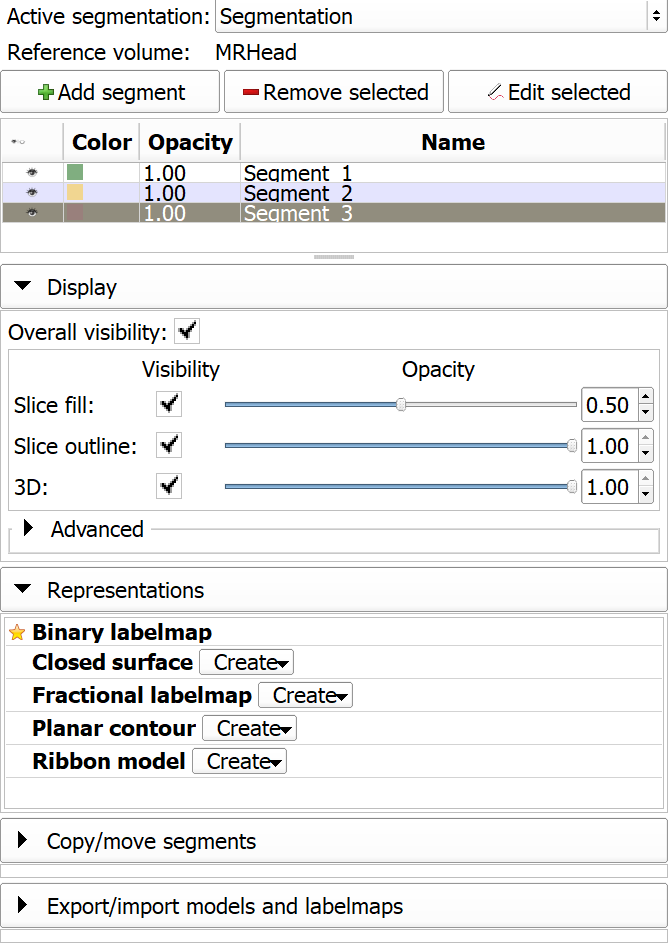 Active segmentation: Segmentation
Reference volume: MRHead
Add segment Remove selected Edit selected
Color Opacity Name
1.00 Segment_1
1.00 Segment_2
1.00 Segment_3
Display
Overall visibility:
Visibility Opacity
Slice fill: 0.50
Slice outline: 1.00
3D: 1.00
Advanced
Representations
Binary labelmap
Closed surface Create
Fractional labelmap Create
Planar contour Create
Ribbon model Create
Copy/move segments
Export/import models and labelmaps